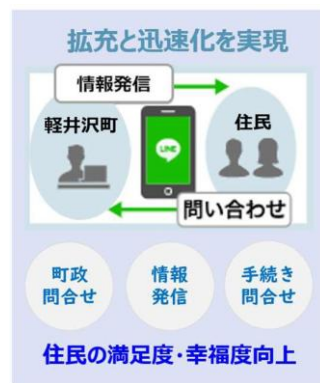 拡充と迅速化を実現
情報発信
軽井沢町
住民
LINE
問い合わせ
町政
問合せ
情報
発信
手続き
問合せ
住民の満足度・幸福度向上